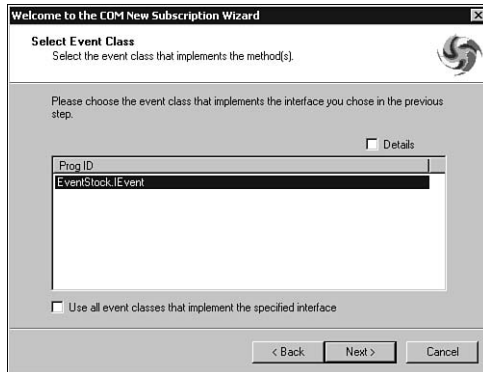 Welcome to the COM New Subscription Wizard
Select Event Class
Select the event class that implements the method(s).
Please choose the event class that implements the interface you chose in the previous
step.
Details
Prog ID
EventStock.IEvent
Use all event classes that implement the specified interface
< Back
Next >
Cancel